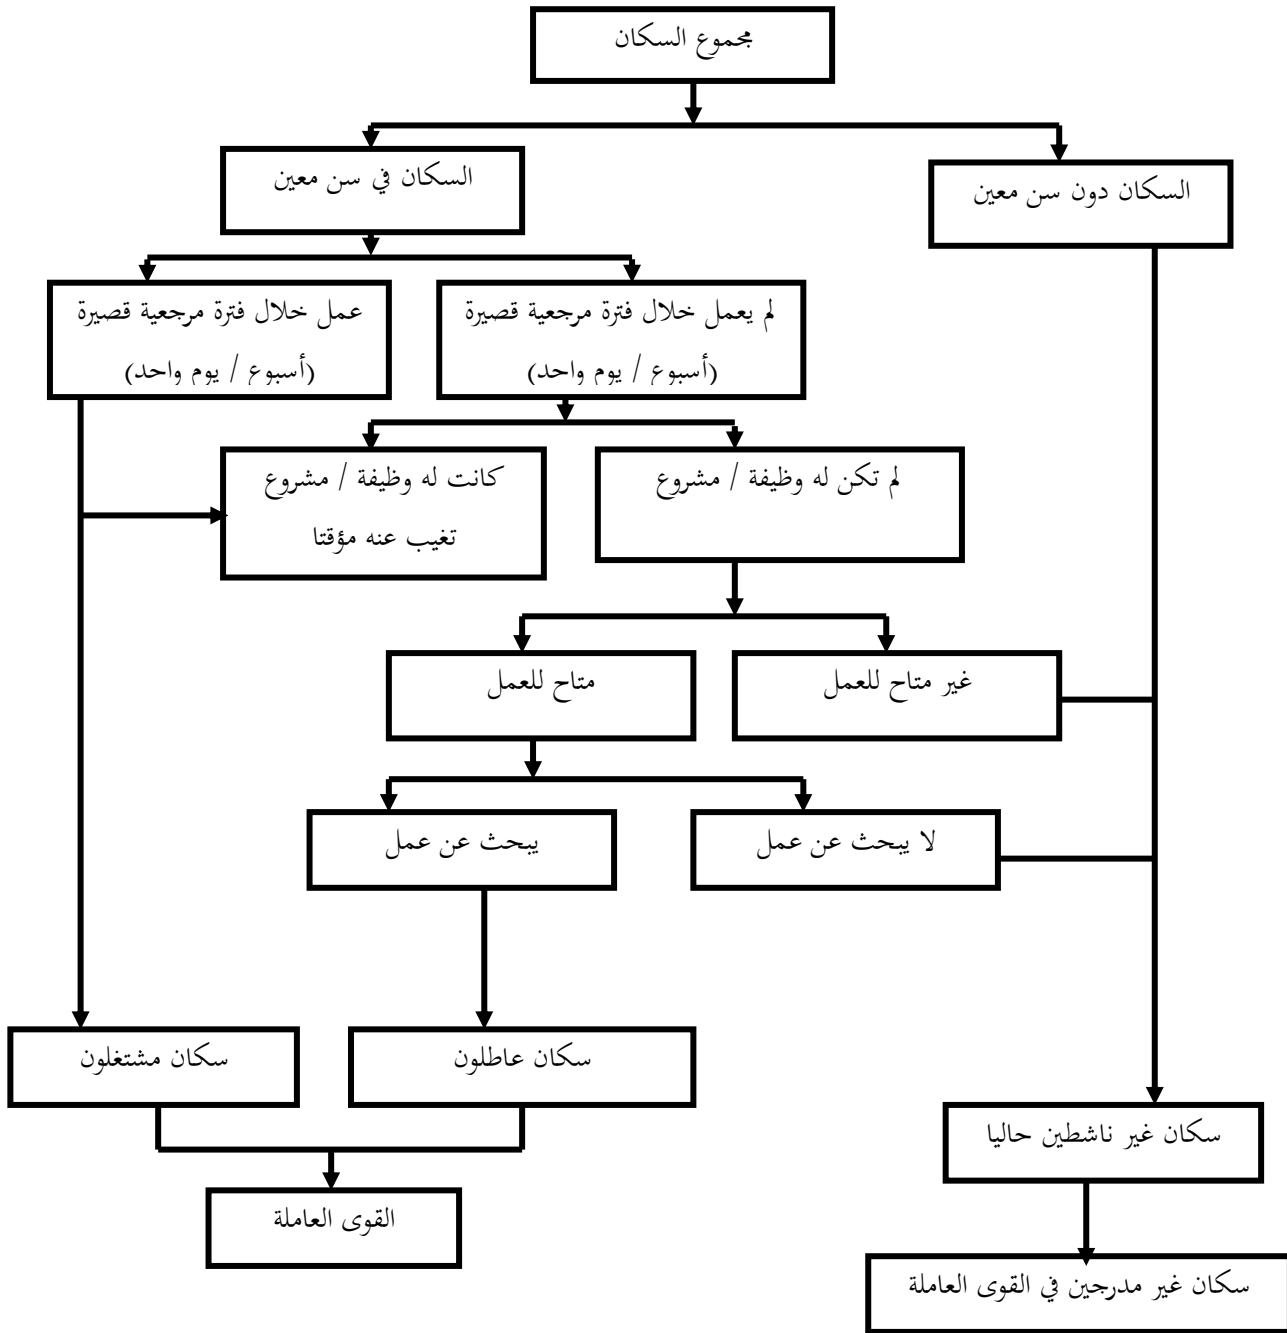 مجموع السكان
السكان في سن معين
السكان دون سن معين
عمل خلال فترة مرجعية قصيرة
(أسبوع / يوم واحد)
لم يعمل خلال فترة مرجعية قصيرة
(أسبوع / يوم واحد)
كانت له وظيفة / مشروع
تغيب عنه مؤقتا
لم تكن له وظيفة / مشروع
متاح للعمل
غير متاح للعمل
يبحث عن عمل
لا يبحث عن عمل
سكان مشتغلون
سكان عاطلون
سكان غير ناشطين حاليا
القوى العاملة
سكان غير مدرجين في القوى العاملة